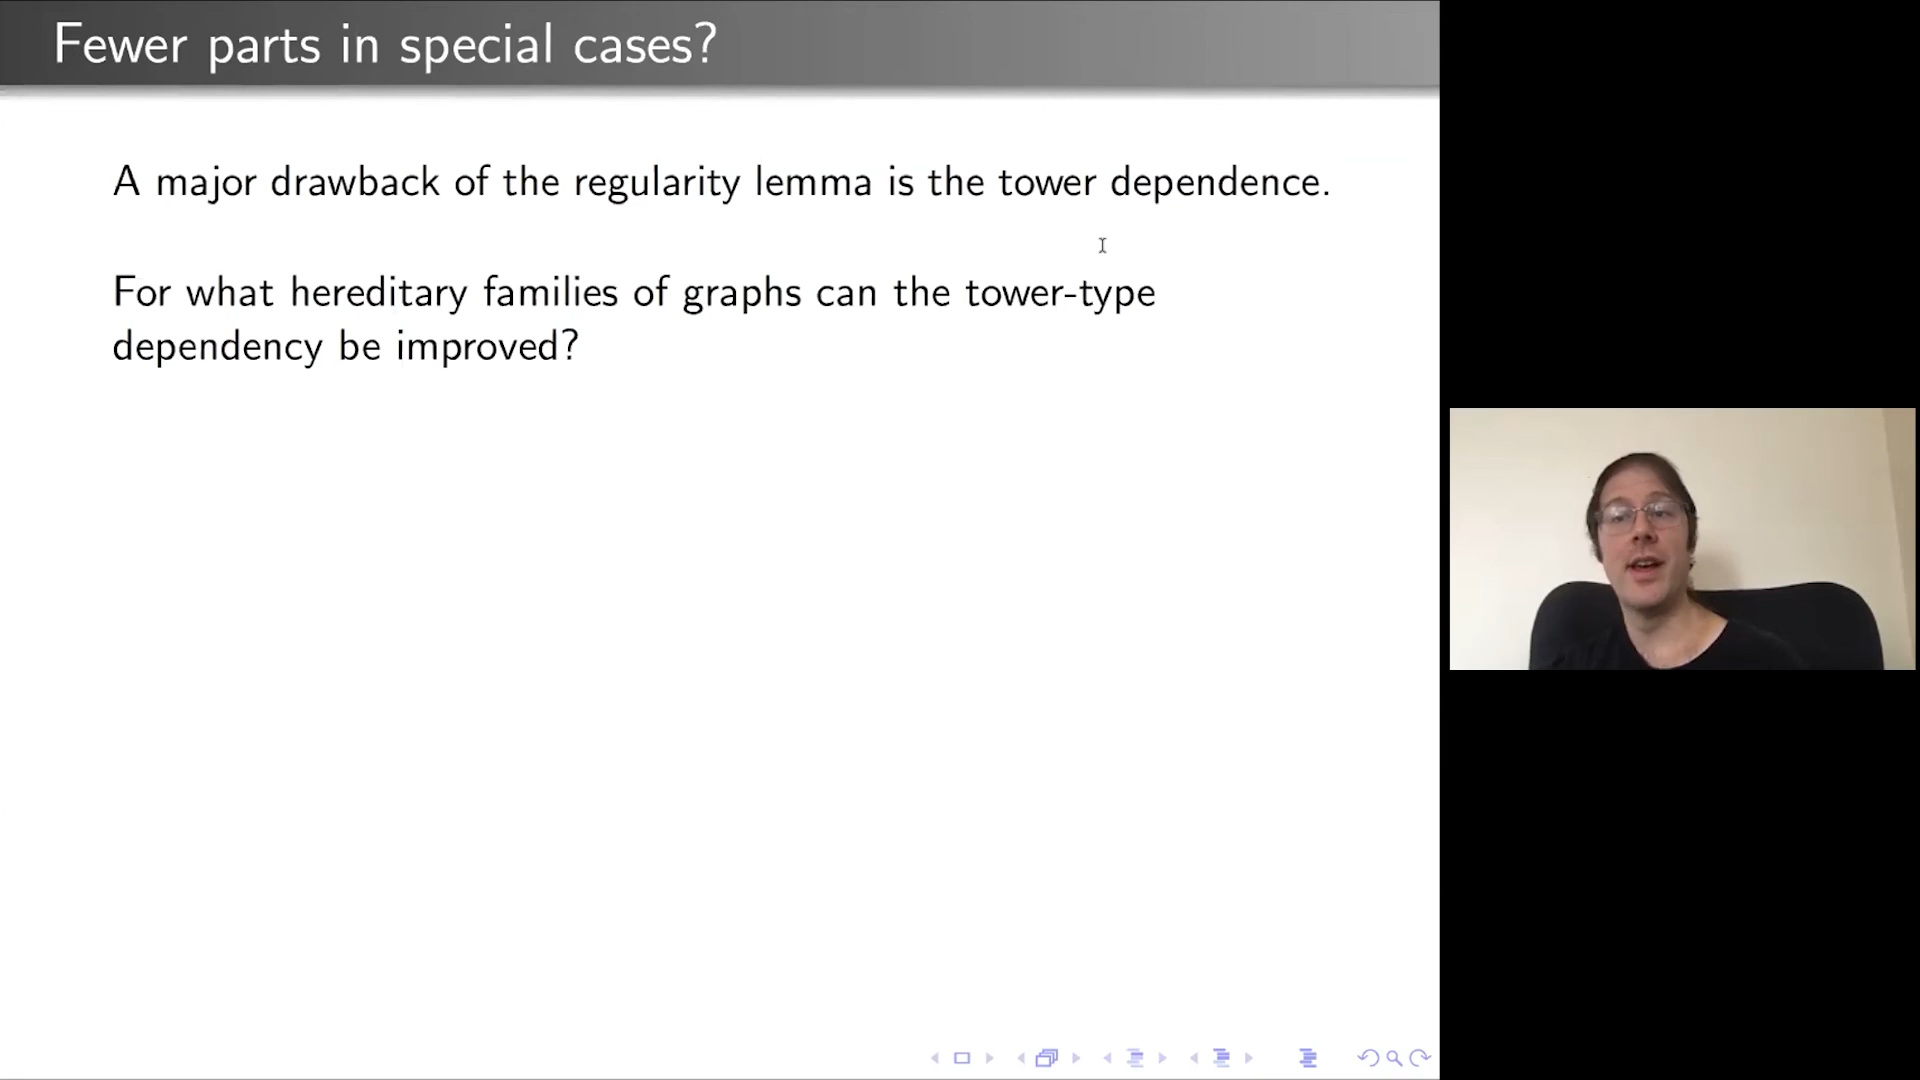 Fewer parts in special cases?
A major drawback of the regularity lemma is the tower dependence.
For what hereditary families of graphs can the tower-type
dependency be improved?